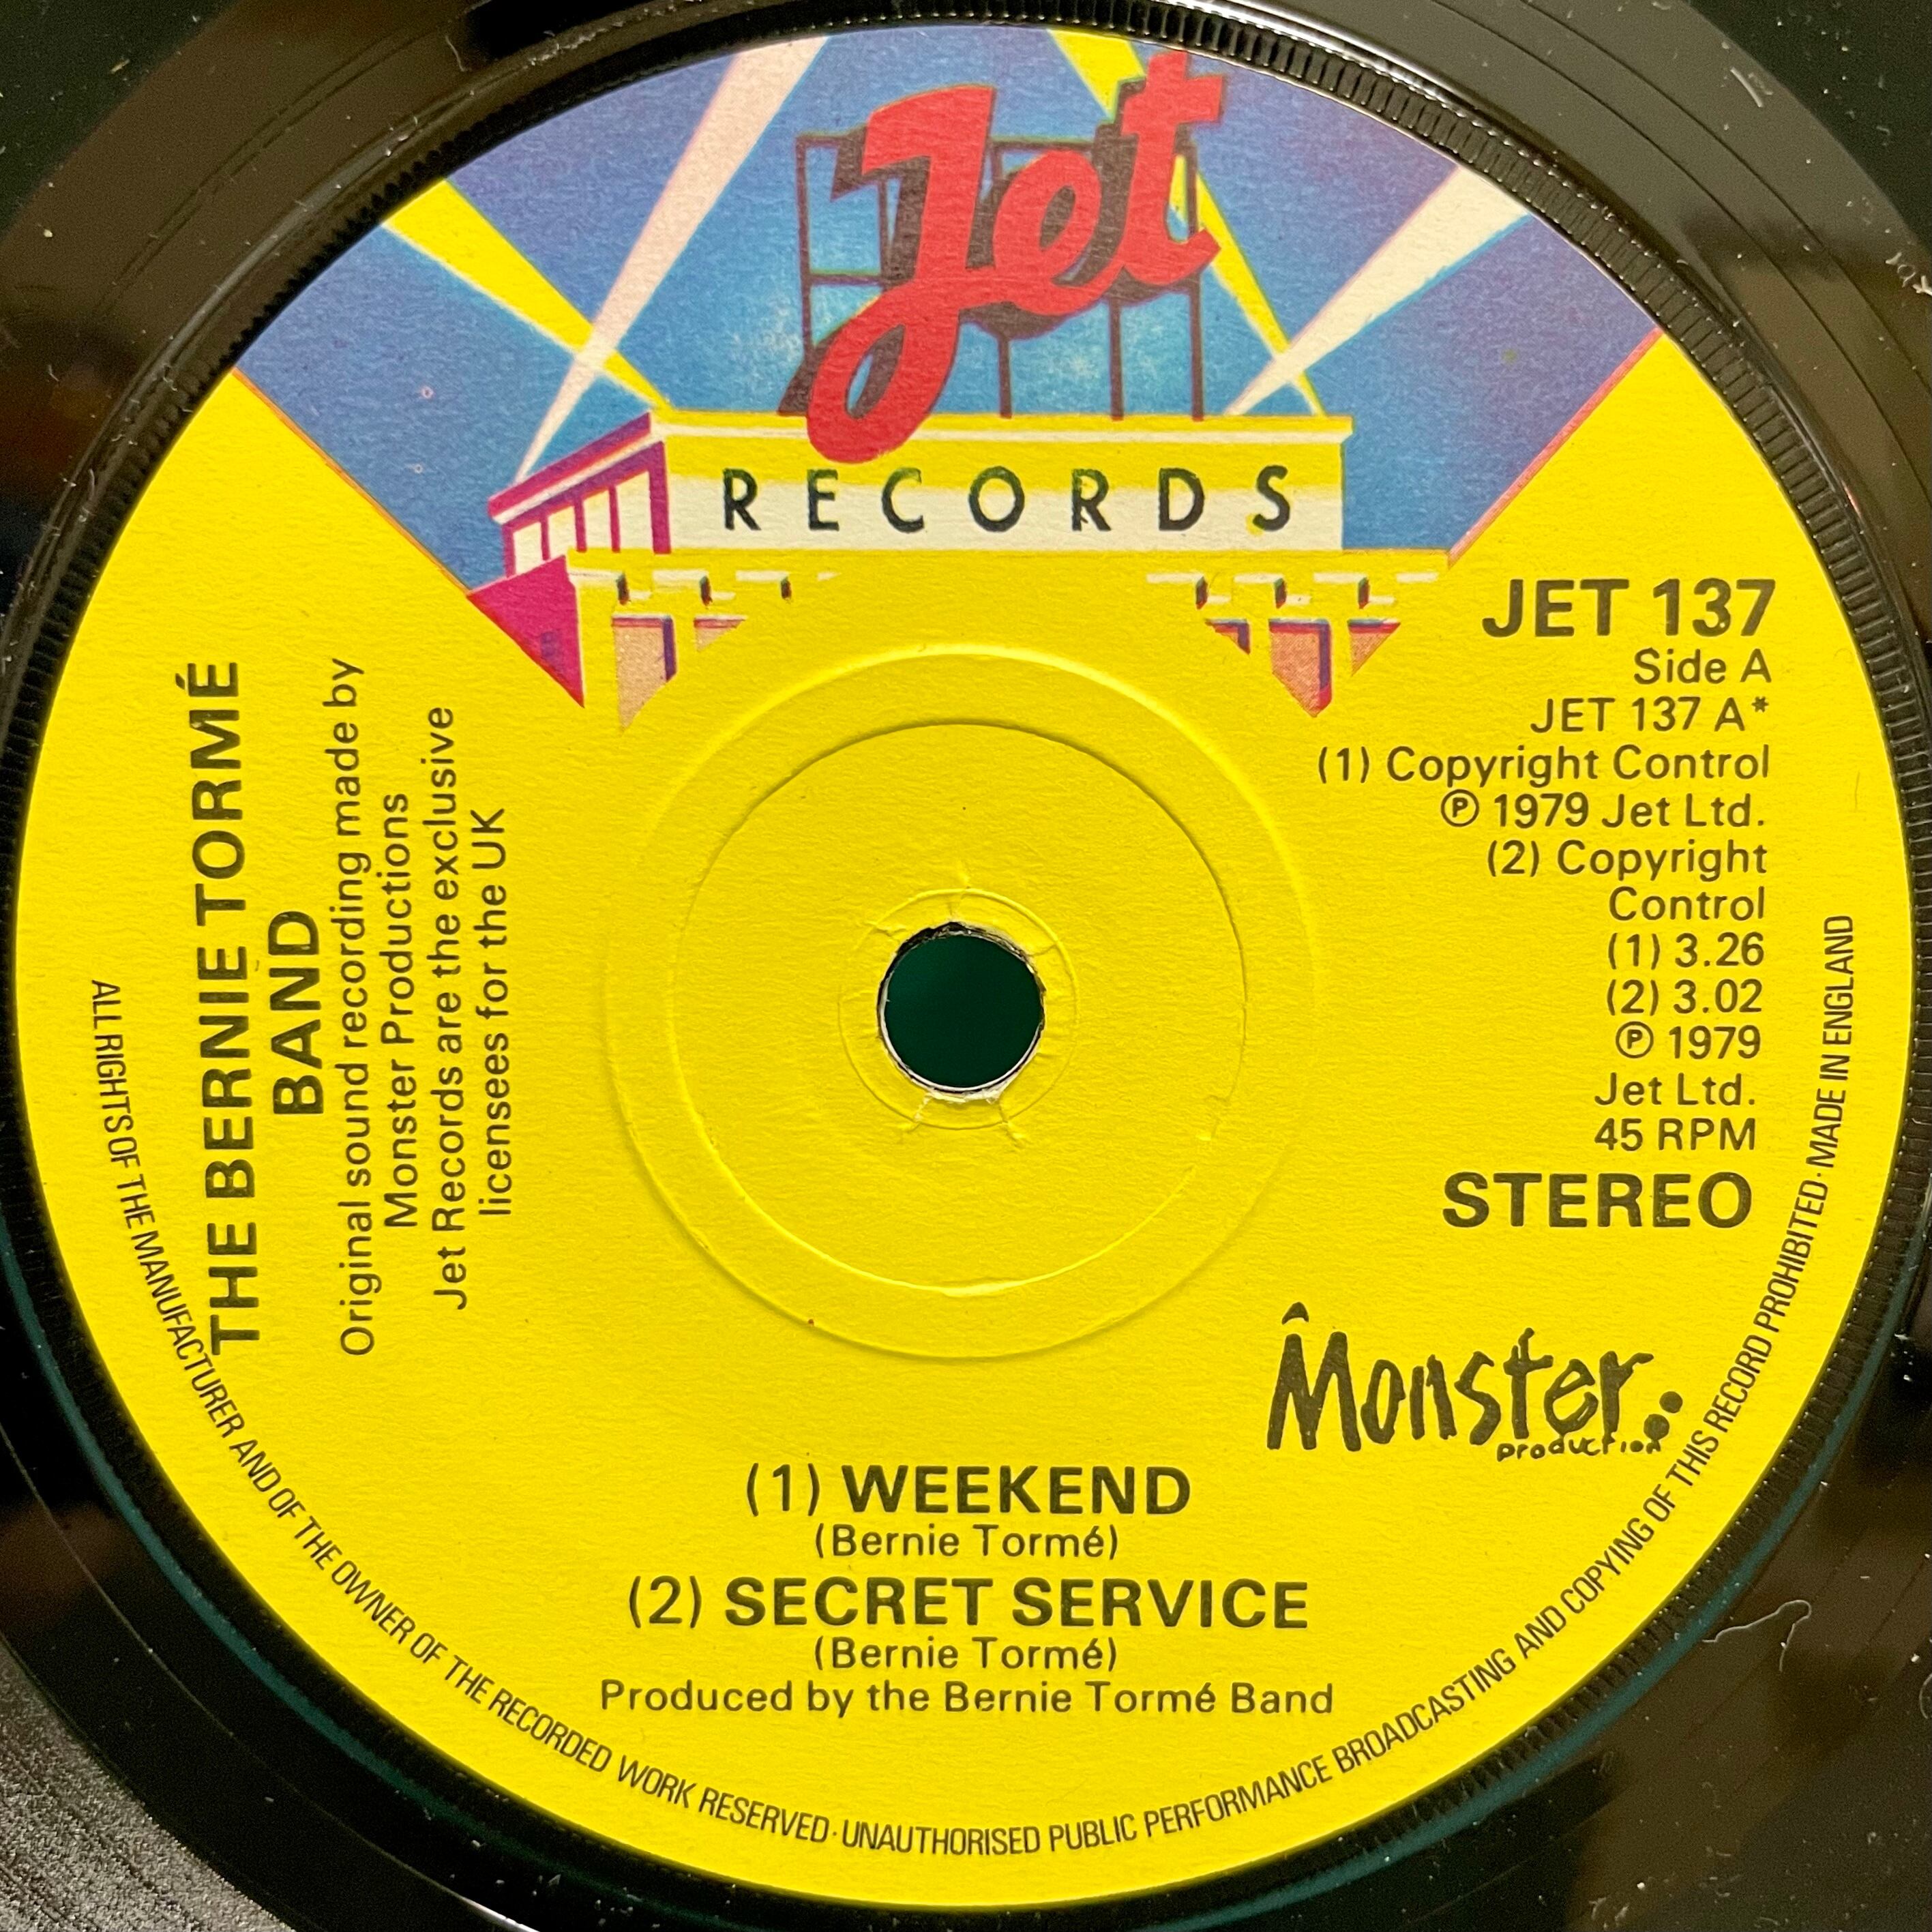 Jet
RECORDS
JET 137
Side A
JET 137 A*
(1) Copyright Control
℗ 1979 Jet Ltd.
(2) Copyright
Control
(1) 3.26
(2) 3.02
℗ 1979
Jet Ltd.
45 RPM
STEREO
THE BERNIE TORMÉ
BAND
Original sound recording made by
Monster Productions
Jet Records are the exclusive
licensees for the UK
Monster
production
(1) WEEKEND
(Bernie Tormé)
(2) SECRET SERVICE
(Bernie Tormé)
Produced by the Bernie Tormé Band
ALL RIGHTS OF THE MANUFACTURER AND OF THE OWNER OF THE RECORDED WORK RESERVED · UNAUTHORISED PUBLIC PERFORMANCE BROADCASTING AND COPYING OF THIS RECORD PROHIBITED · MADE IN ENGLAND